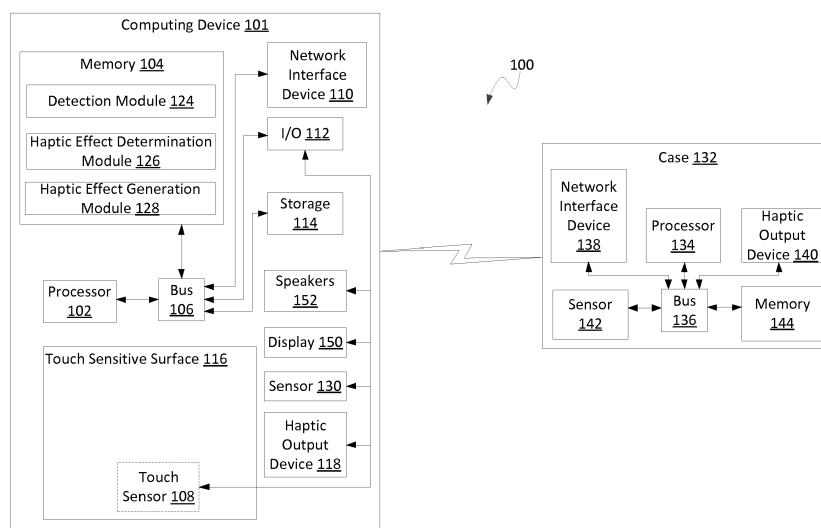 Computing Device 101
Memory 104
Detection Module 124
Haptic Effect Determination
Module 126
Haptic Effect Generation
Module 128
Network
Interface
Device 110
I/O 112
Storage
114
Processor
102
Bus
106
Speakers
152
Display 150
Touch Sensitive Surface 116
Sensor 130
Haptic
Output
Device 118
Touch
Sensor 108
100
Case 132
Network
Interface
Device
138
Processor
134
Haptic
Output
Device 140
Sensor
142
Bus
136
Memory
144